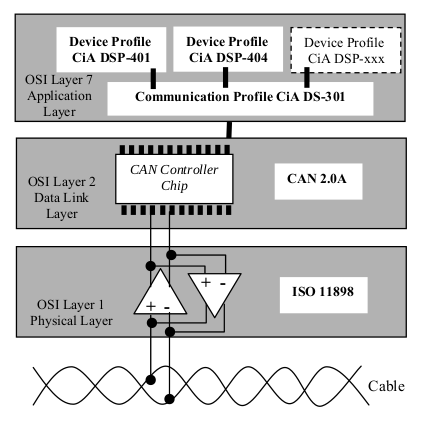 Device Profile
CiA DSP-401
Device Profile
CiA DSP-404
Device Profile
CiA DSP-xxx
OSI Layer 7
Application
Layer
Communication Profile CiA DS-301
CAN Controller
Chip
OSI Layer 2
Data Link
Layer
CAN 2.0A
+ -
+ -
OSI Layer 1
Physical Layer
ISO 11898
Cable